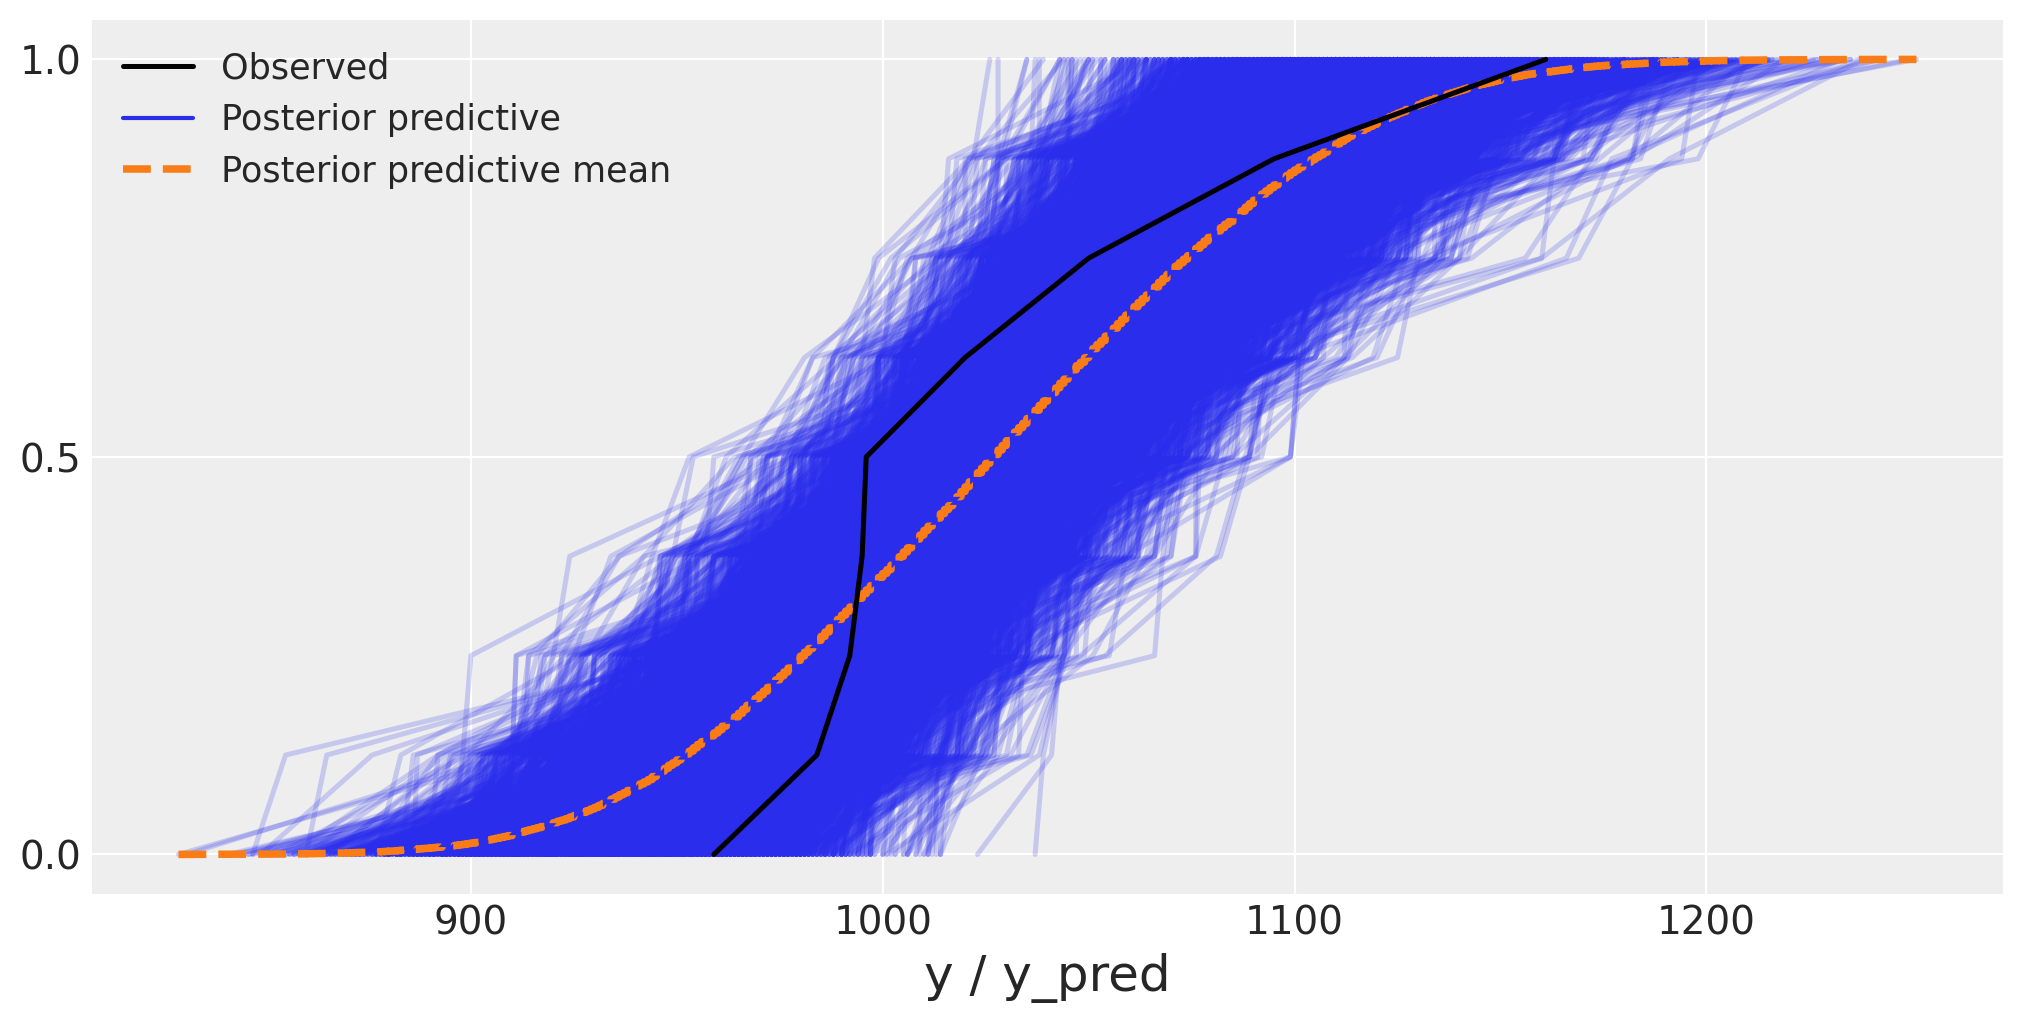 1.0
Observed
Posterior predictive
Posterior predictive mean
0.5
0.0
900
1000
1100
1200
y / y_pred